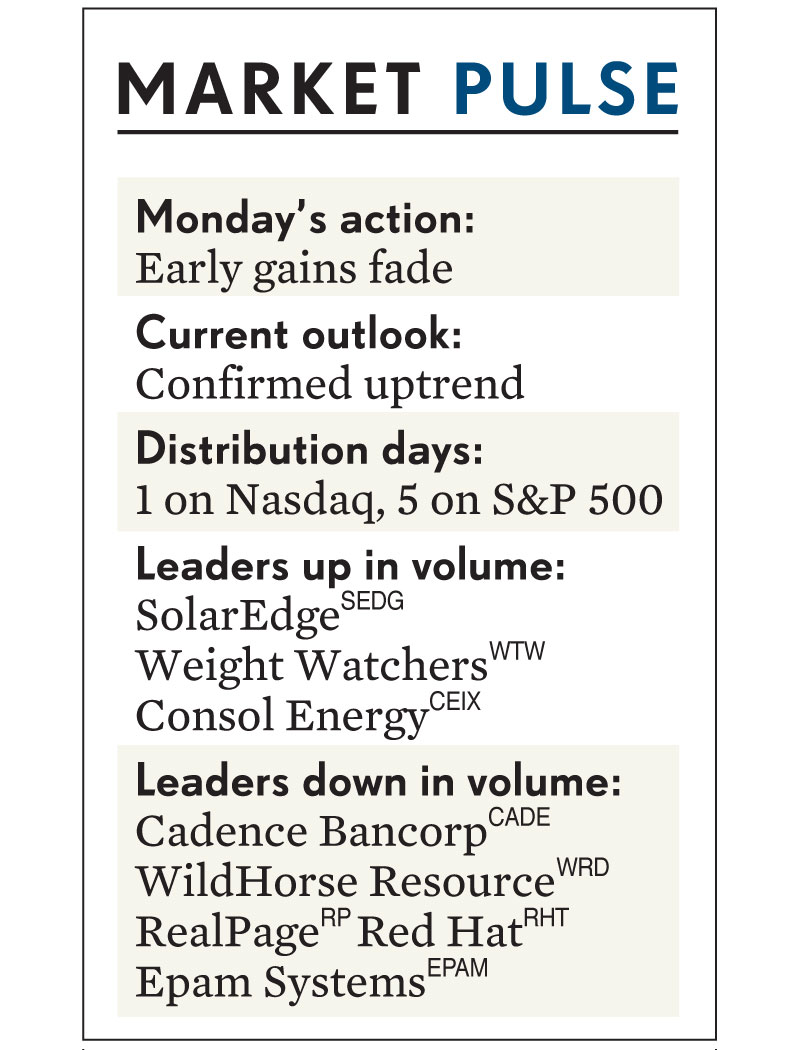 MARKET PULSE
Monday’s action:
Early gains fade
Current outlook:
Confirmed uptrend
Distribution days:
1 on Nasdaq, 5 on S&P 500
Leaders up in volume:
SolarEdge SEDG
Weight Watchers WTW
Consol Energy CEIX
Leaders down in volume:
Cadence Bancorp CADE
WildHorse Resource WRD
RealPage RP Red Hat RHT
Epam Systems EPAM